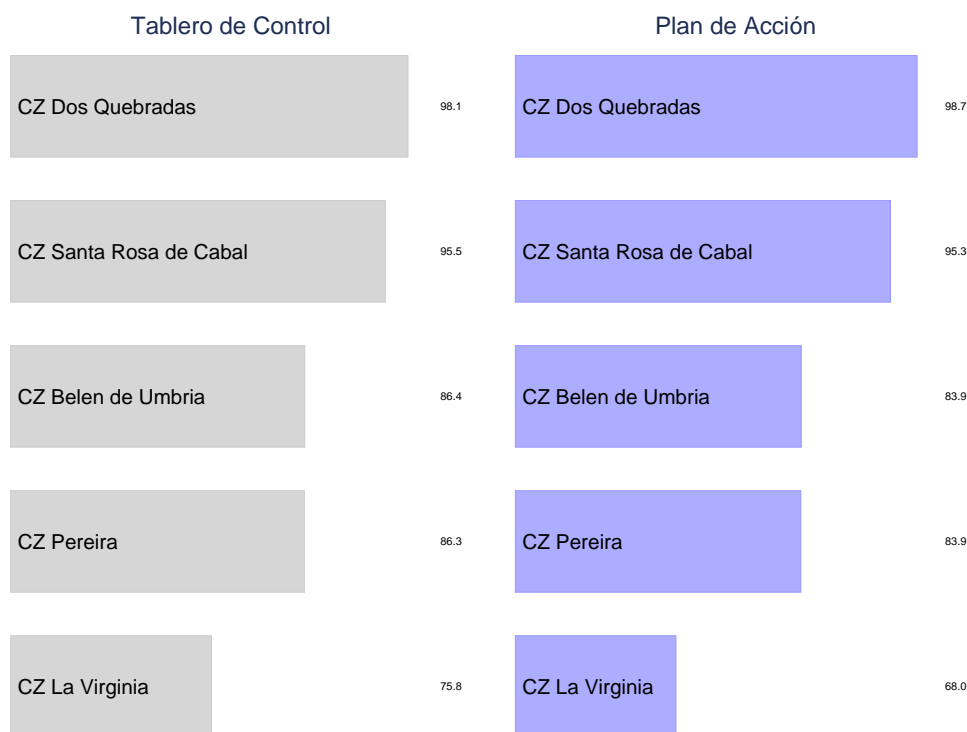 Tablero de Control
CZ Dos Quebradas 98.1
CZ Santa Rosa de Cabal 95.5
CZ Belen de Umbria 86.4
CZ Pereira 86.3
CZ La Virginia 75.8
Plan de Acción
CZ Dos Quebradas 98.7
CZ Santa Rosa de Cabal 95.3
CZ Belen de Umbria 83.9
CZ Pereira 83.9
CZ La Virginia 68.0